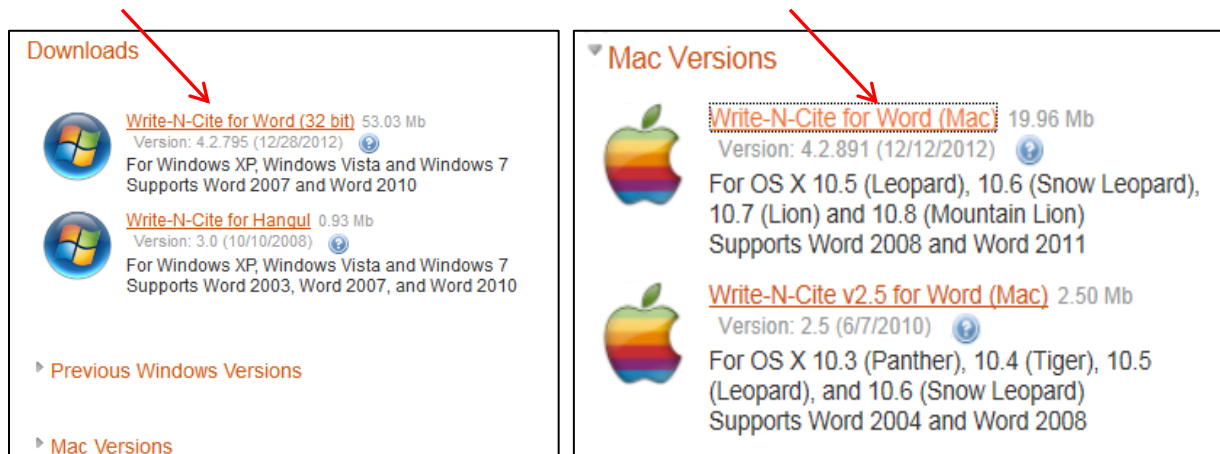 Downloads
Write-N-Cite for Word (32 bit) 53.03 Mb
Version: 4.2.795 (12/28/2012)
For Windows XP, Windows Vista and Windows 7
Supports Word 2007 and Word 2010
Write-N-Cite for Hangul 0.93 Mb
Version: 3.0 (10/10/2008)
For Windows XP, Windows Vista and Windows 7
Supports Word 2003, Word 2007, and Word 2010
Previous Windows Versions
Mac Versions
Mac Versions
Write-N-Cite for Word (Mac) 19.96 Mb
Version: 4.2.891 (12/12/2012)
For OS X 10.5 (Leopard), 10.6 (Snow Leopard),
10.7 (Lion) and 10.8 (Mountain Lion)
Supports Word 2008 and Word 2011
Write-N-Cite v2.5 for Word (Mac) 2.50 Mb
Version: 2.5 (6/7/2010)
For OS X 10.3 (Panther), 10.4 (Tiger), 10.5
(Leopard), and 10.6 (Snow Leopard)
Supports Word 2004 and Word 2008